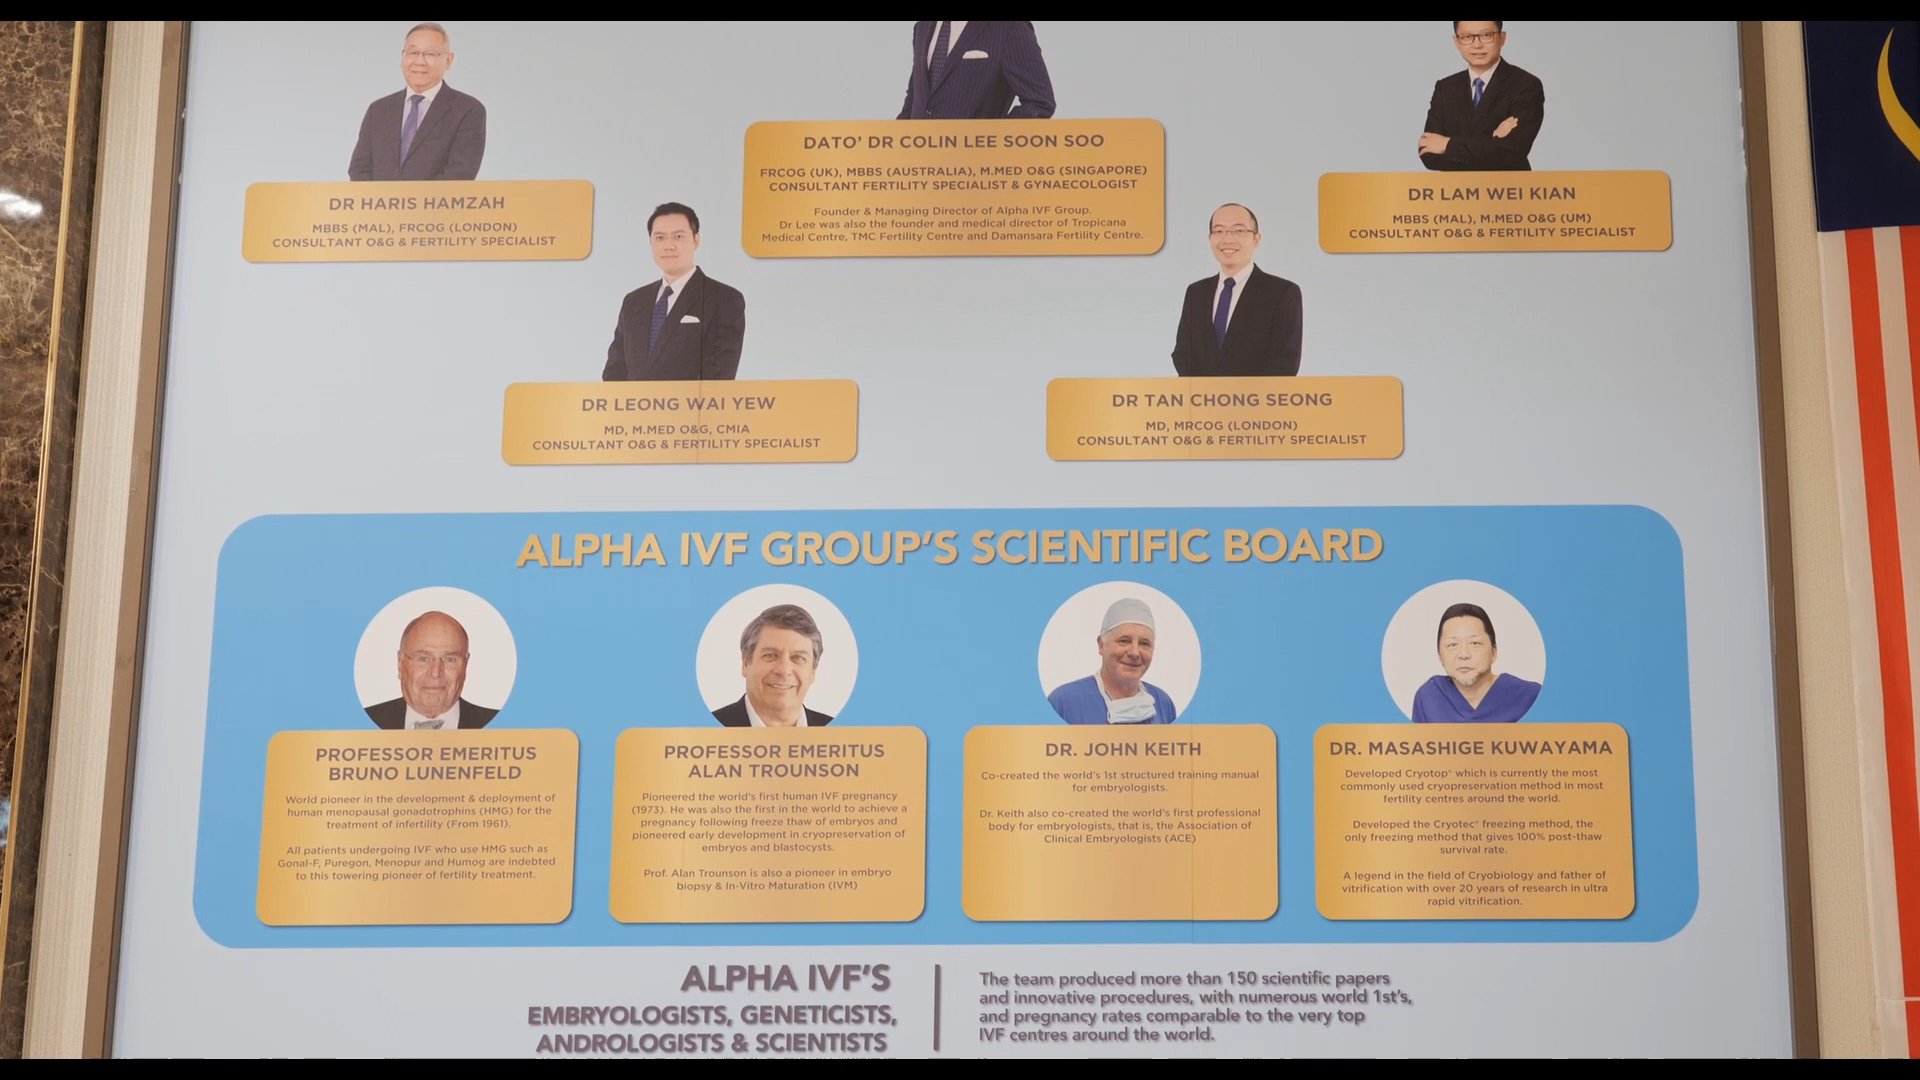 DR HARIS HAMZAH
MBBS (MAL), FRCOG (LONDON)
CONSULTANT O&G & FERTILITY SPECIALIST
DATO' DR COLIN LEE SOON SOO
FRCOG (UK), MBBS (AUSTRALIA), M.MED O&G (SINGAPORE)
CONSULTANT FERTILITY SPECIALIST & GYNAECOLOGIST
Founder & Managing Director of Alpha IVF Group.
Dr Lee was also the founder and medical director of Tropicana
Medical Centre, TMC Fertility Centre and Damansara Fertility Centre.
DR LAM WEI KIAN
MBBS (MAL), M.MED O&G (UM)
CONSULTANT O&G & FERTILITY SPECIALIST
DR LEONG WAI YEW
MD, M.MED O&G, CMIA
CONSULTANT O&G & FERTILITY SPECIALIST
DR TAN CHONG SEONG
MD, MRCOG (LONDON)
CONSULTANT O&G & FERTILITY SPECIALIST
ALPHA IVF GROUP'S SCIENTIFIC BOARD
PROFESSOR EMERITUS
BRUNO LUNENFELD
World pioneer in the development & deployment of
human menopausal gonadotrophins (HMG) for the
treatment of infertility (From 1961).
All patients undergoing IVF who use HMG such as
Gonal-F, Puregon, Menopur and Humog are indebted
to this towering pioneer of fertility treatment.
PROFESSOR EMERITUS
ALAN TROUNSON
Pioneered the world's first human IVF pregnancy
(1973). He was also the first in the world to achieve a
pregnancy following freeze thaw of embryos and
pioneered early development in cryopreservation of
embryos and blastocysts.
Prof. Alan Trounson is also a pioneer in embryo
biopsy & In-Vitro Maturation (IVM)
DR. JOHN KEITH
Co-created the world's 1st structured training manual
for embryologists.
Dr. Keith also co-created the world's first professional
body for embryologists, that is, the Association of
Clinical Embryologists (ACE)
DR. MASASHIGE KUWAYAMA
Developed Cryotop® which is currently the most
commonly used cryopreservation method in most
fertility centres around the world.
Developed the Cryotec® freezing method, the
only freezing method that gives 100% post-thaw
survival rate.
A legend in the field of Cryobiology and father of
vitrification with over 20 years of research in ultra
rapid vitrification.
ALPHA IVF'S
EMBRYOLOGISTS, GENETICISTS,
ANDROLOGISTS & SCIENTISTS
The team produced more than 150 scientific papers
and innovative procedures, with numerous world 1st's,
and pregnancy rates comparable to the very top
IVF centres around the world.